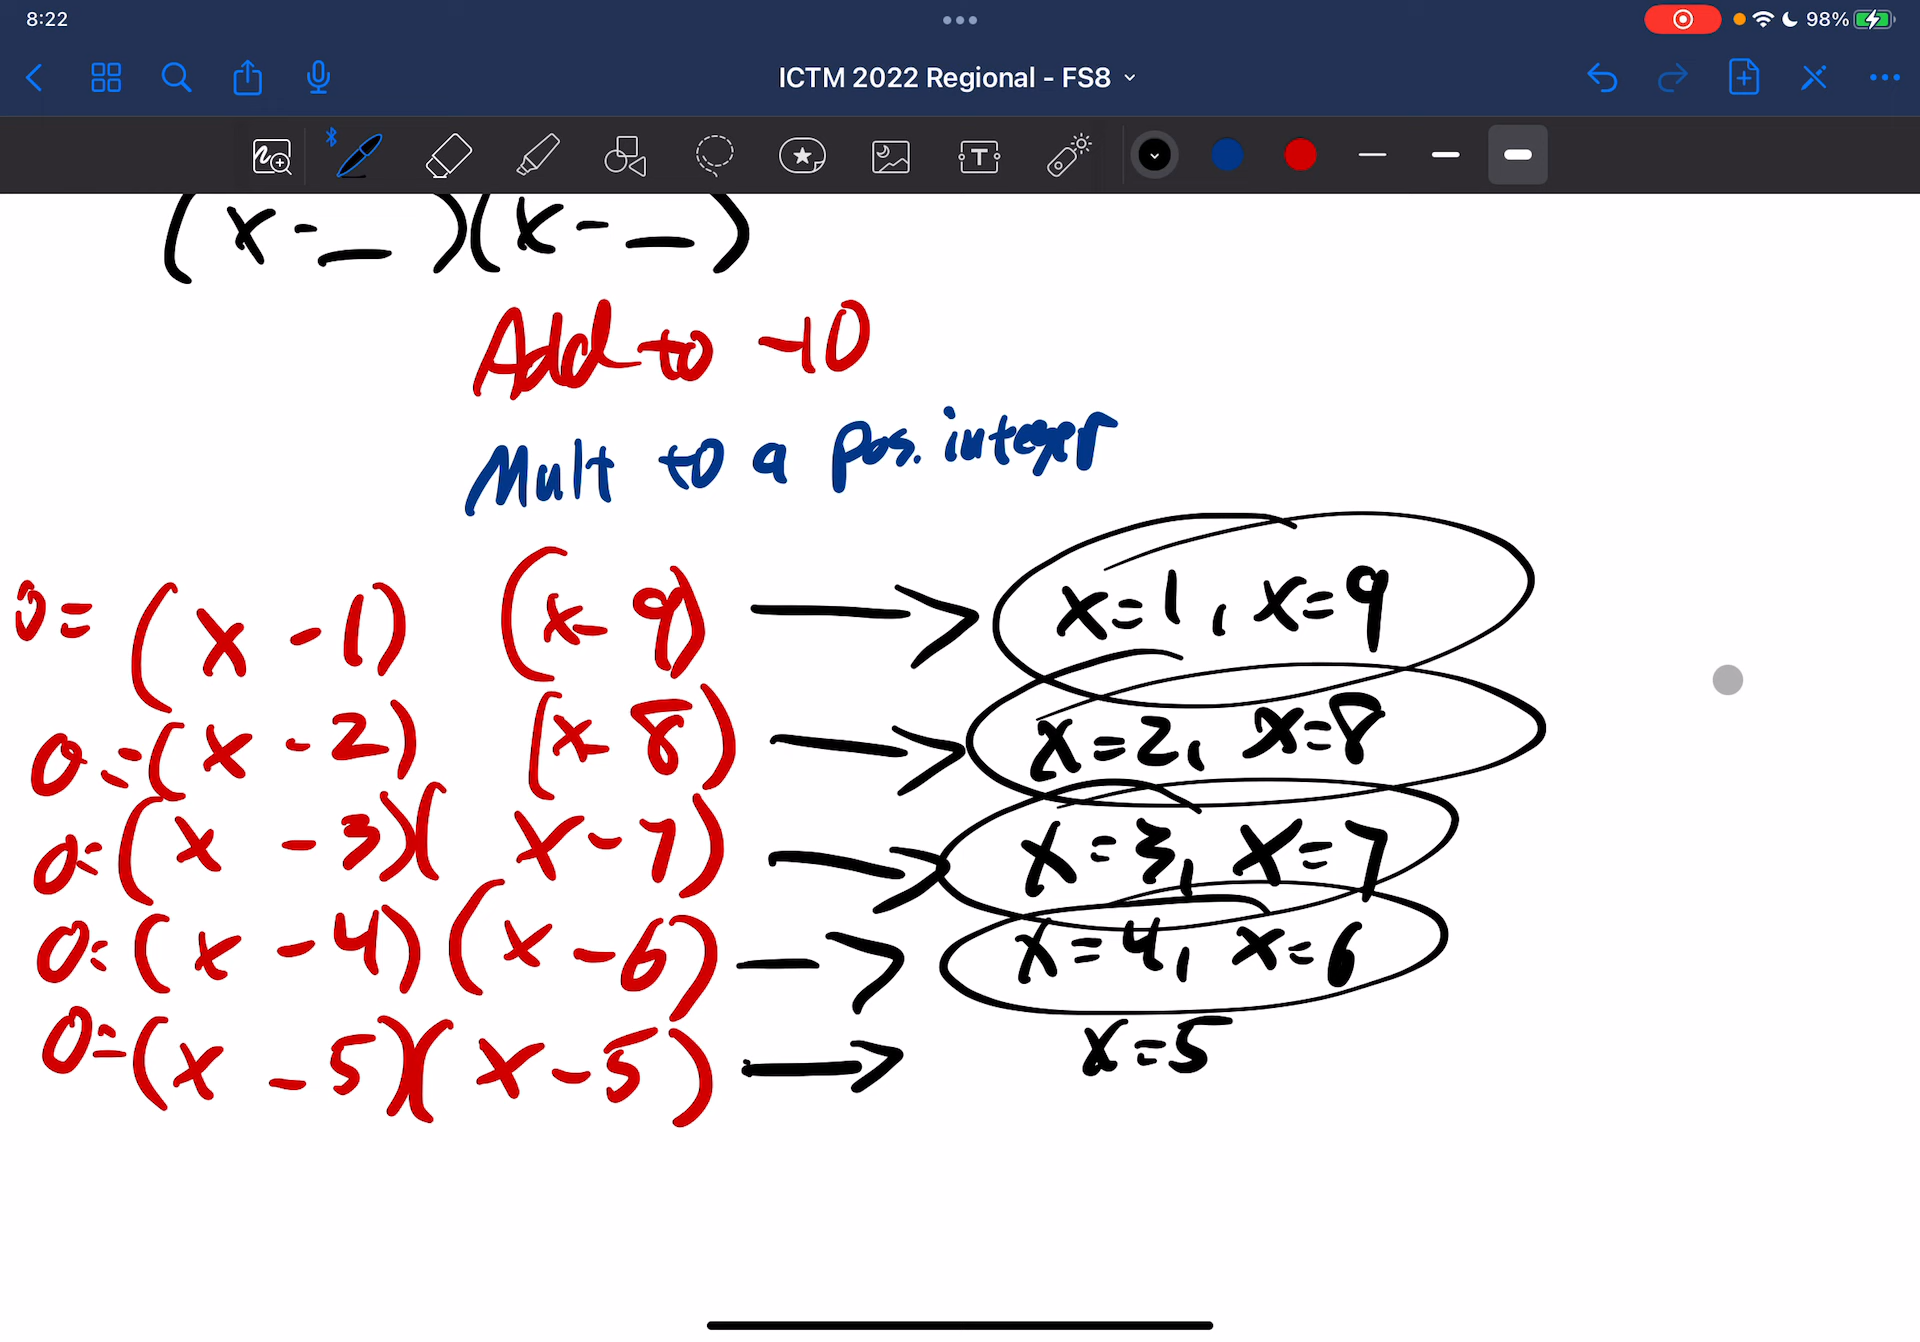 8:22
98%
ICTM 2022 Regional - FS8
T
(x-_)(x-_)
Add to -10
Mult to a pos. integer
0=(x-1)(x-9) → x=1, x=9
0=(x-2)(x-8) → x=2, x=8
0=(x-3)(x-7) → x=3, x=7
0=(x-4)(x-6) → x=4, x=6
0=(x-5)(x-5) → x=5